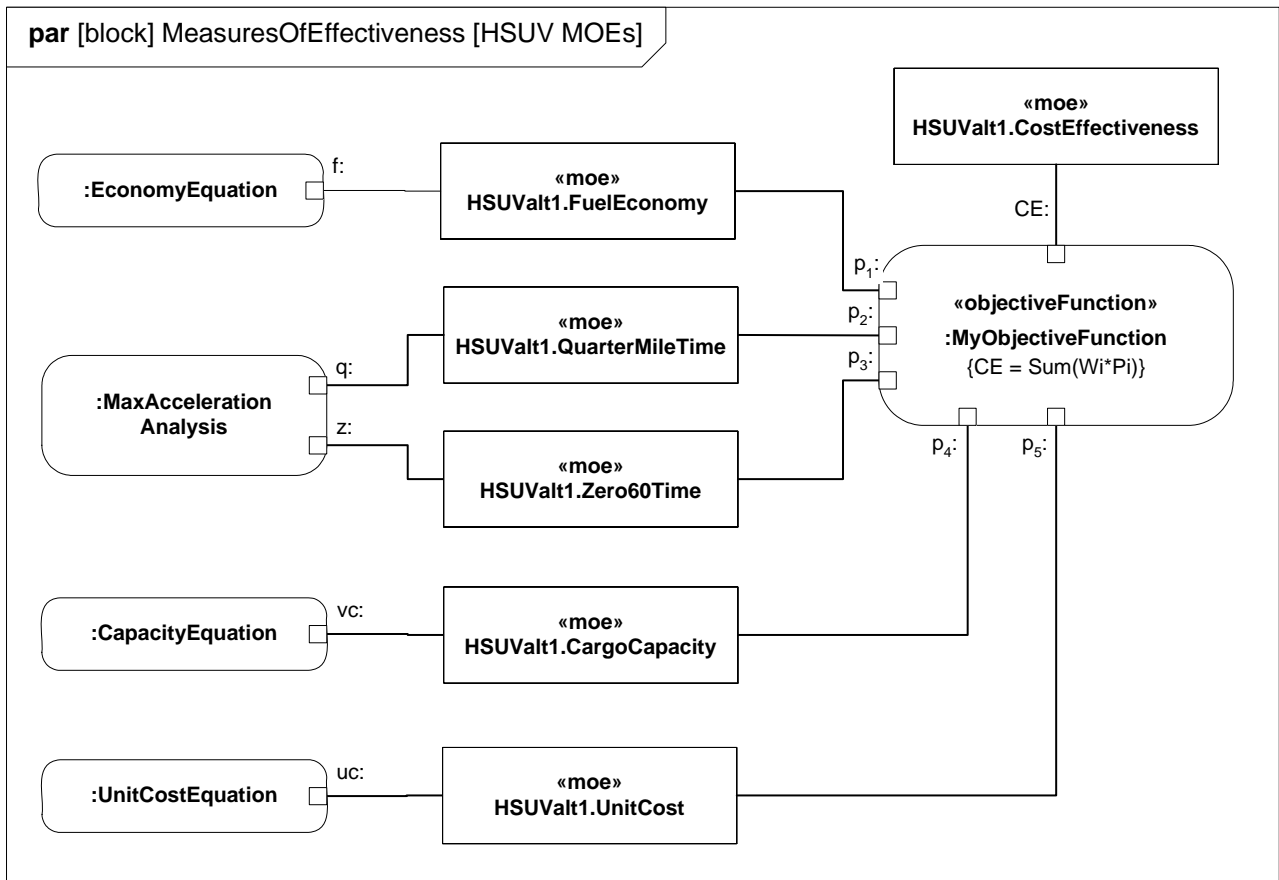 par [block] MeasuresOfEffectiveness [HSUV MOEs]
«moe»
HSUValt1.CostEffectiveness
CE:
:EconomyEquation
f:
«moe»
HSUValt1.FuelEconomy
p1:
p2:
p3:
«objectiveFunction»
:MyObjectiveFunction
{CE = Sum(Wi*Pi)}
p4:
p5:
:MaxAcceleration
Analysis
q:
z:
«moe»
HSUValt1.QuarterMileTime
«moe»
HSUValt1.Zero60Time
:CapacityEquation
vc:
«moe»
HSUValt1.CargoCapacity
:UnitCostEquation
uc:
«moe»
HSUValt1.UnitCost